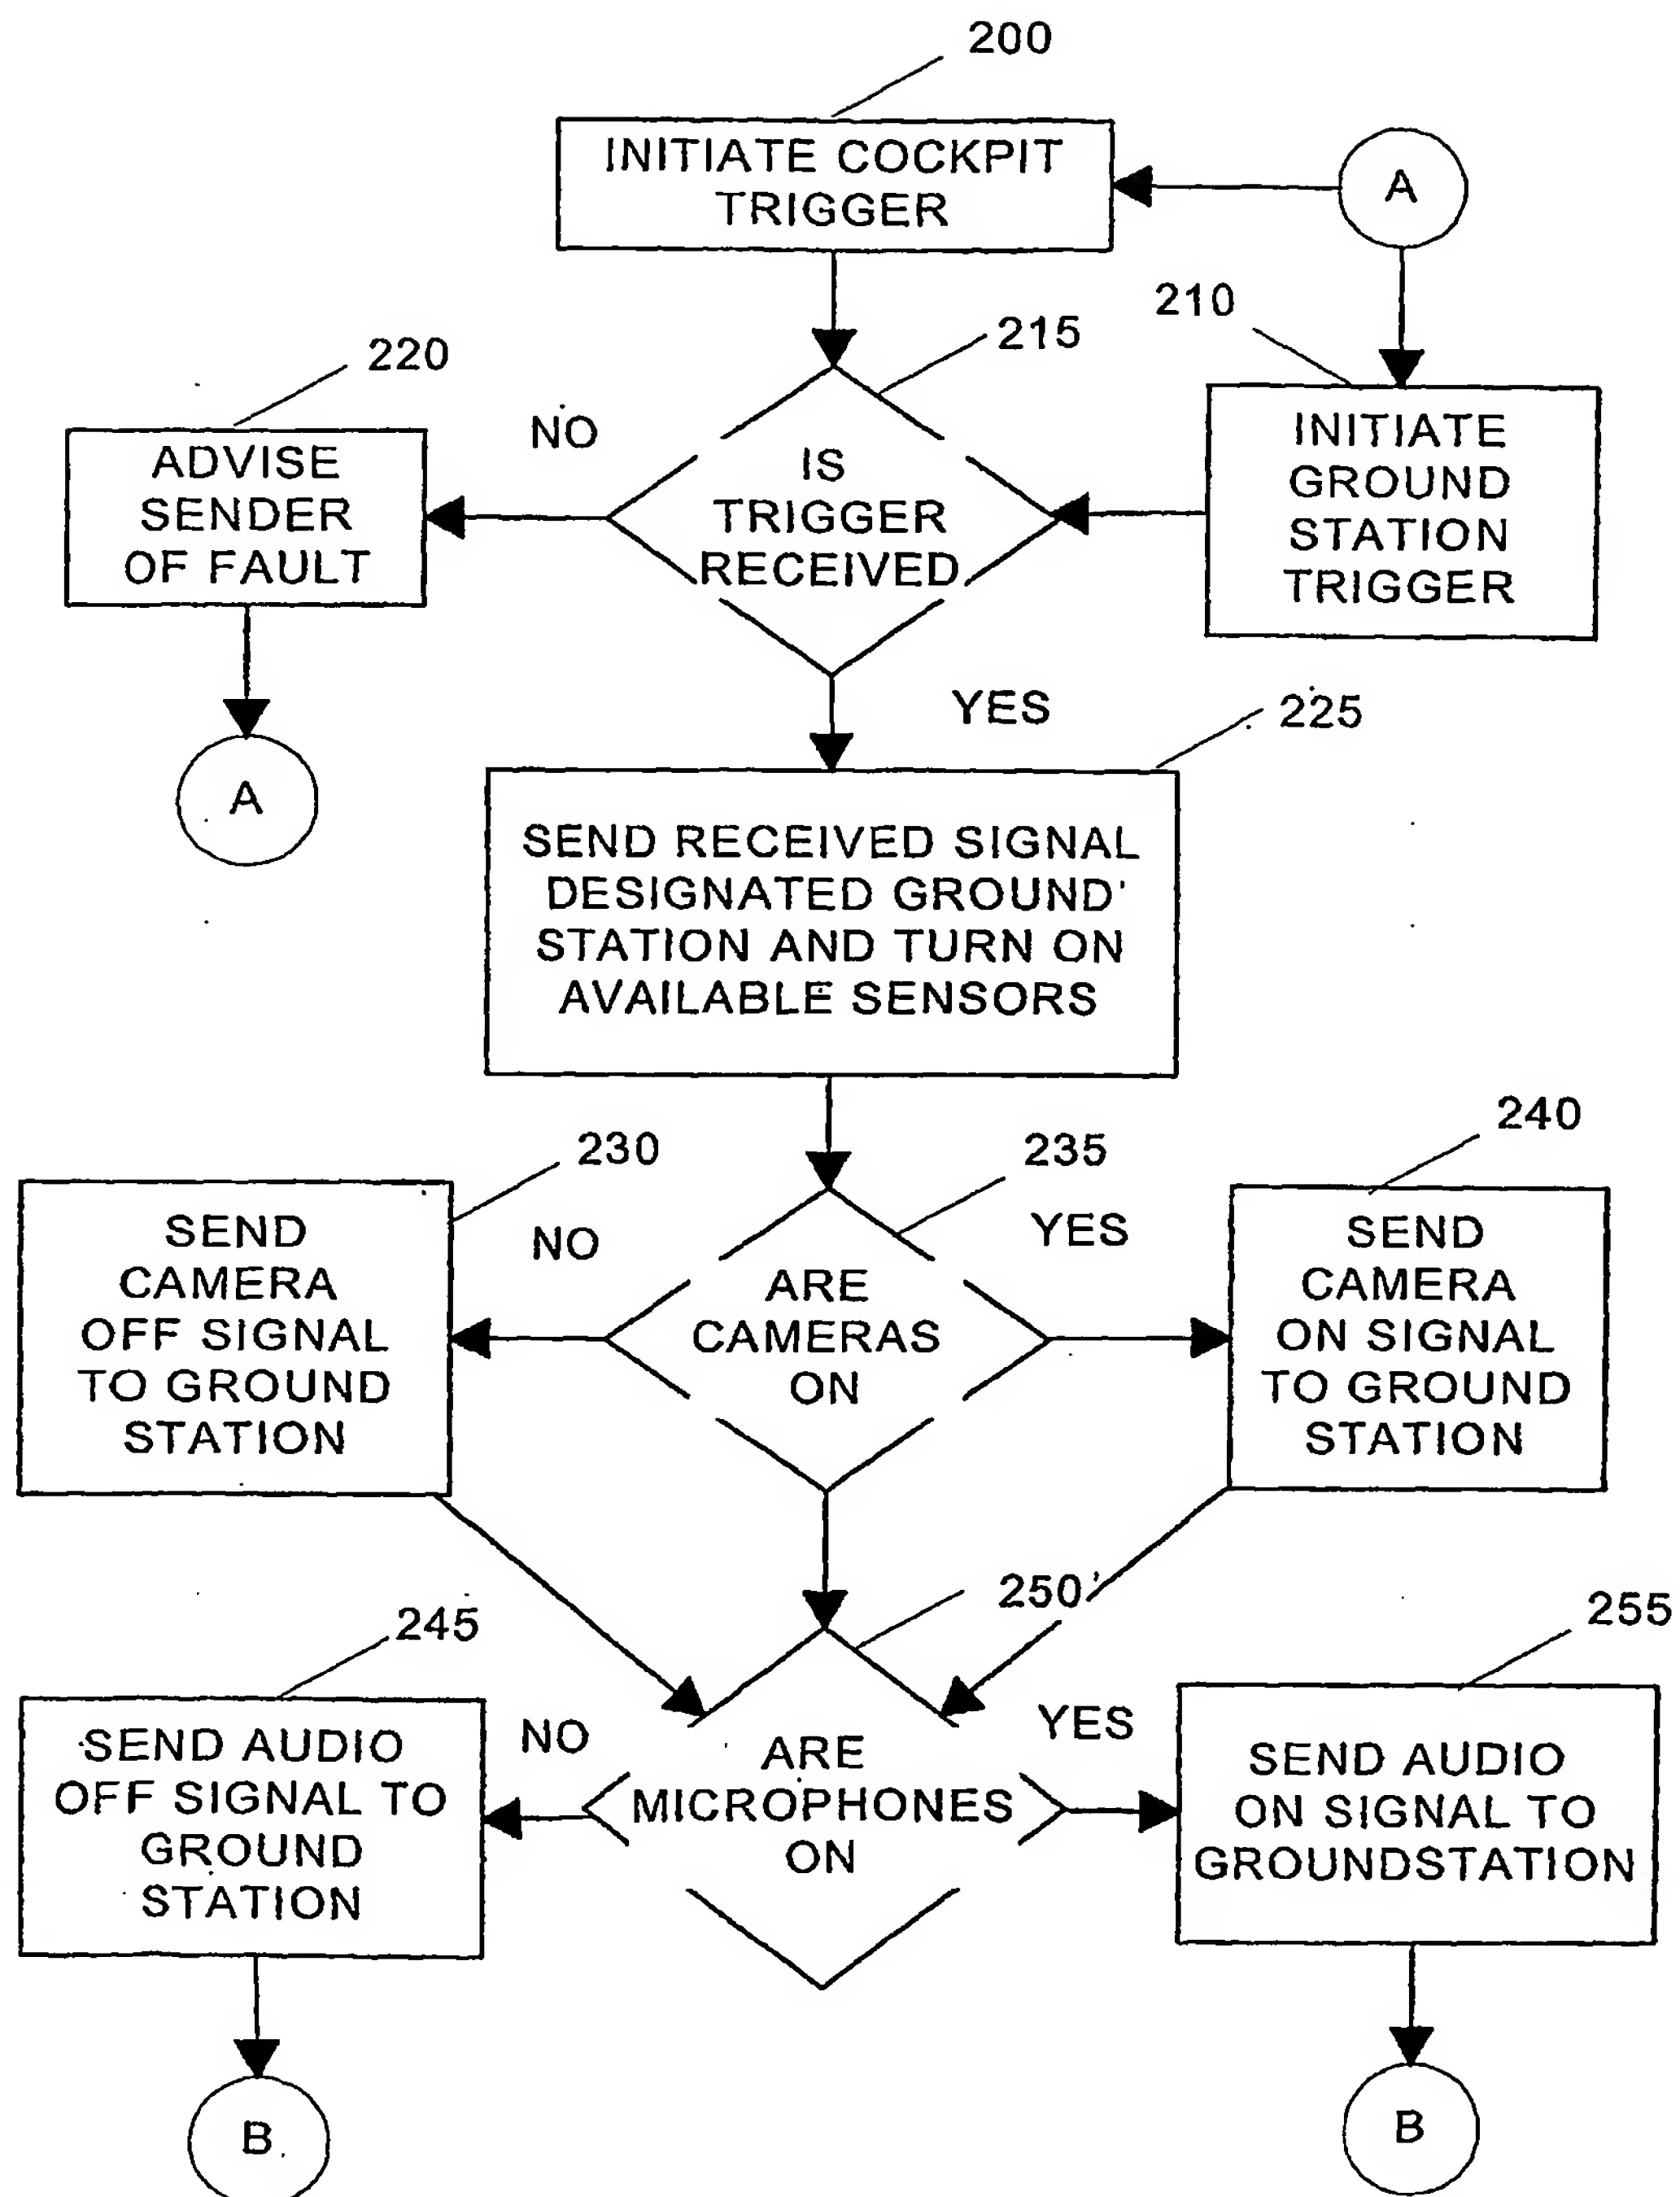 200
INITIATE COCKPIT
TRIGGER
A
210
215
220
NO
ADVISE
SENDER
OF FAULT
IS
TRIGGER
RECEIVED
INITIATE
GROUND
STATION
TRIGGER
YES
225
A
SEND RECEIVED SIGNAL
DESIGNATED GROUND
STATION AND TURN ON
AVAILABLE SENSORS
240
230
235
NO
YES
SEND
CAMERA
OFF SIGNAL
TO GROUND
STATION
ARE
CAMERAS
ON
SEND
CAMERA
ON SIGNAL
TO GROUND
STATION
250
255
245
NO
YES
SEND AUDIO
OFF SIGNAL TO
GROUND
STATION
ARE
MICROPHONES
ON
SEND AUDIO
ON SIGNAL TO
GROUNDSTATION
B
B